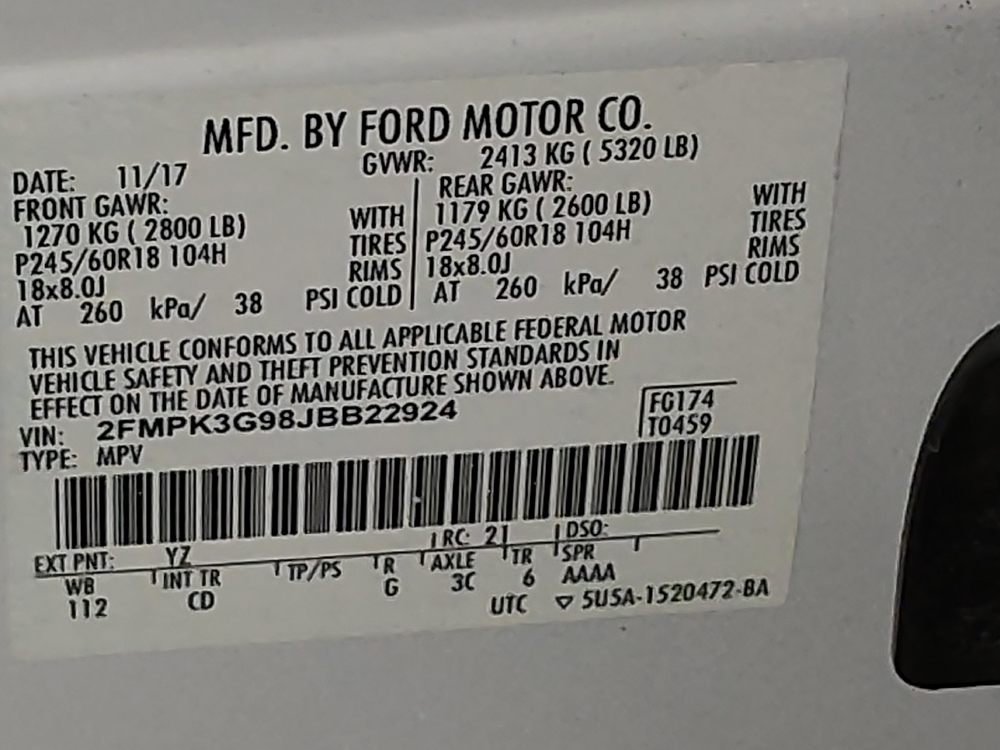 MFD. BY FORD MOTOR CO.
DATE: 11/17 GVWR: 2413 KG ( 5320 LB)
FRONT GAWR: REAR GAWR:
1270 KG ( 2800 LB) WITH 1179 KG ( 2600 LB) WITH
P245/60R18 104H TIRES P245/60R18 104H TIRES
18x8.0J RIMS 18x8.0J RIMS
AT 260 kPa/ 38 PSI COLD AT 260 kPa/ 38 PSI COLD
THIS VEHICLE CONFORMS TO ALL APPLICABLE FEDERAL MOTOR
VEHICLE SAFETY AND THEFT PREVENTION STANDARDS IN
EFFECT ON THE DATE OF MANUFACTURE SHOWN ABOVE.
VIN: 2FMPK3G98JBB22924 FG174
TYPE: MPV T0459
EXT PNT: YZ RC: 21 DSO:
WB INT TR TP/PS R AXLE TR SPR
112 CD G 3C 6 AAAA
UTC ▽ 5U5A-1520472-BA